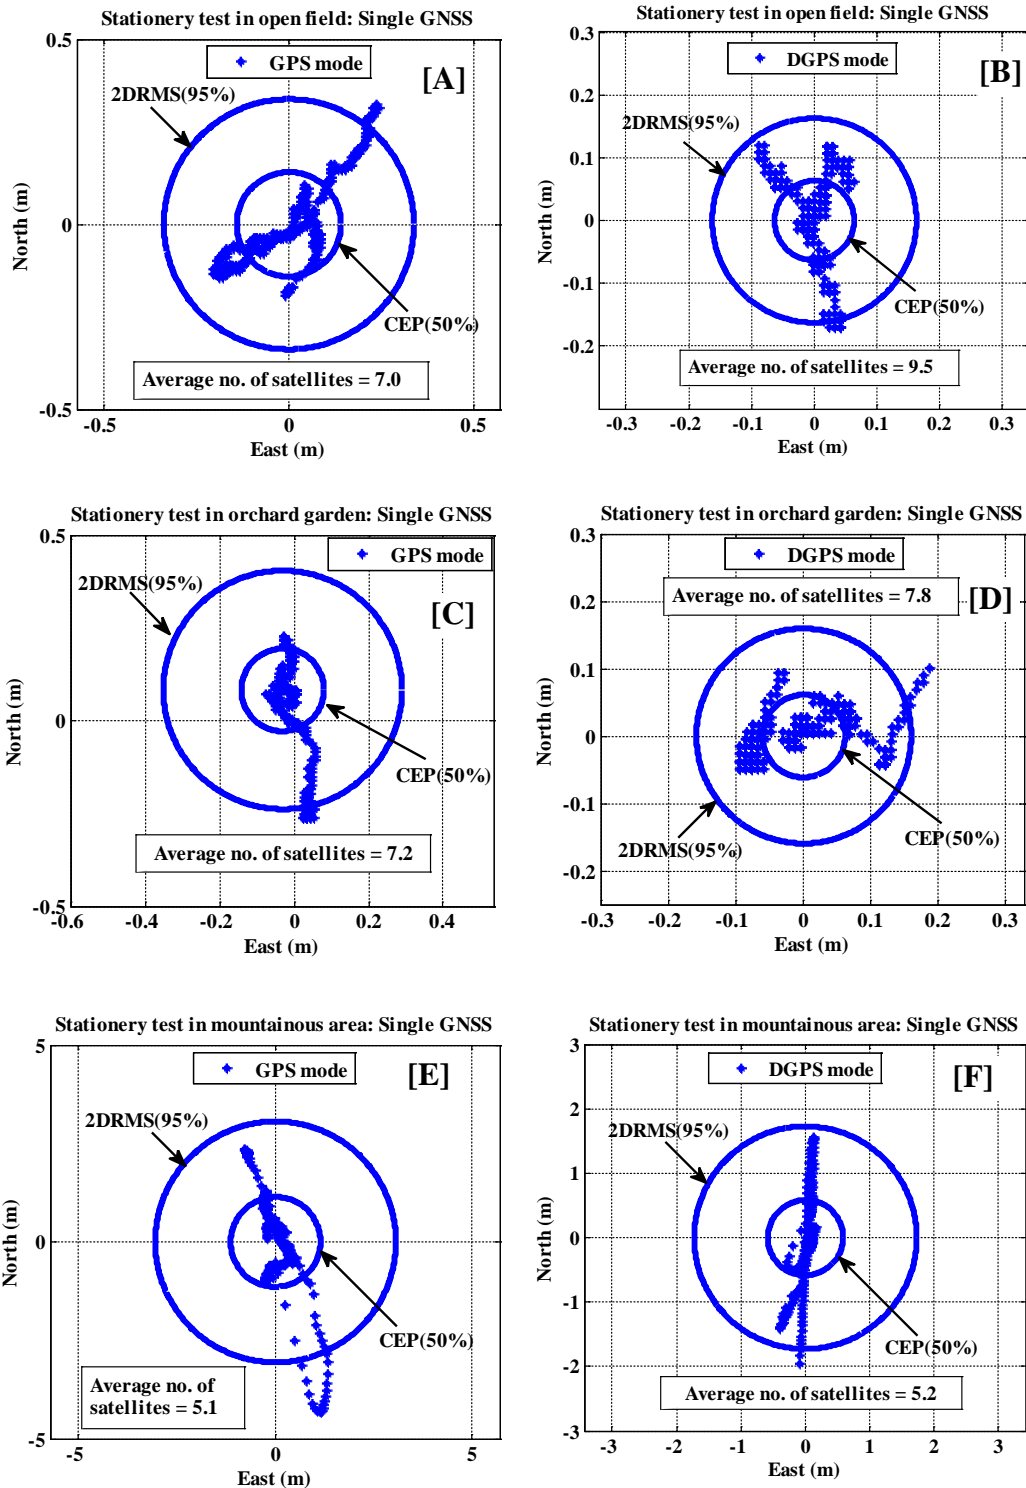 Stationery test in open field: Single GNSS
0.5
GPS mode
[A]
2DRMS(95%)
North (m)
0
CEP(50%)
Average no. of satellites = 7.0
-0.5
-0.5
0
0.5
East (m)
Stationery test in open field: Single GNSS
0.3
DGPS mode
[B]
0.2
2DRMS(95%)
0.1
North (m)
0
-0.1
CEP(50%)
-0.2
Average no. of satellites = 9.5
-0.3 -0.2 -0.1 0 0.1 0.2 0.3
East (m)
Stationery test in orchard garden: Single GNSS
0.5
GPS mode
2DRMS(95%)
[C]
North (m)
0
CEP(50%)
Average no. of satellites = 7.2
-0.5
-0.6 -0.4 -0.2 0 0.2 0.4 0.6
East (m)
Stationery test in orchard garden: Single GNSS
0.3
DGPS mode
Average no. of satellites = 7.8
[D]
0.2
0.1
North (m)
0
-0.1
CEP(50%)
2DRMS(95%)
-0.2
-0.3 -0.2 -0.1 0 0.1 0.2 0.3
East (m)
Stationery test in mountainous area: Single GNSS
5
GPS mode
[E]
2DRMS(95%)
North (m)
0
CEP(50%)
Average no. of
satellites = 5.1
-5
-5
0
5
East (m)
Stationery test in mountainous area: Single GNSS
3
DGPS mode
[F]
2
2DRMS(95%)
1
North (m)
0
-1
CEP(50%)
-2
Average no. of satellites = 5.2
-3
-3 -2 -1 0 1 2 3
East (m)